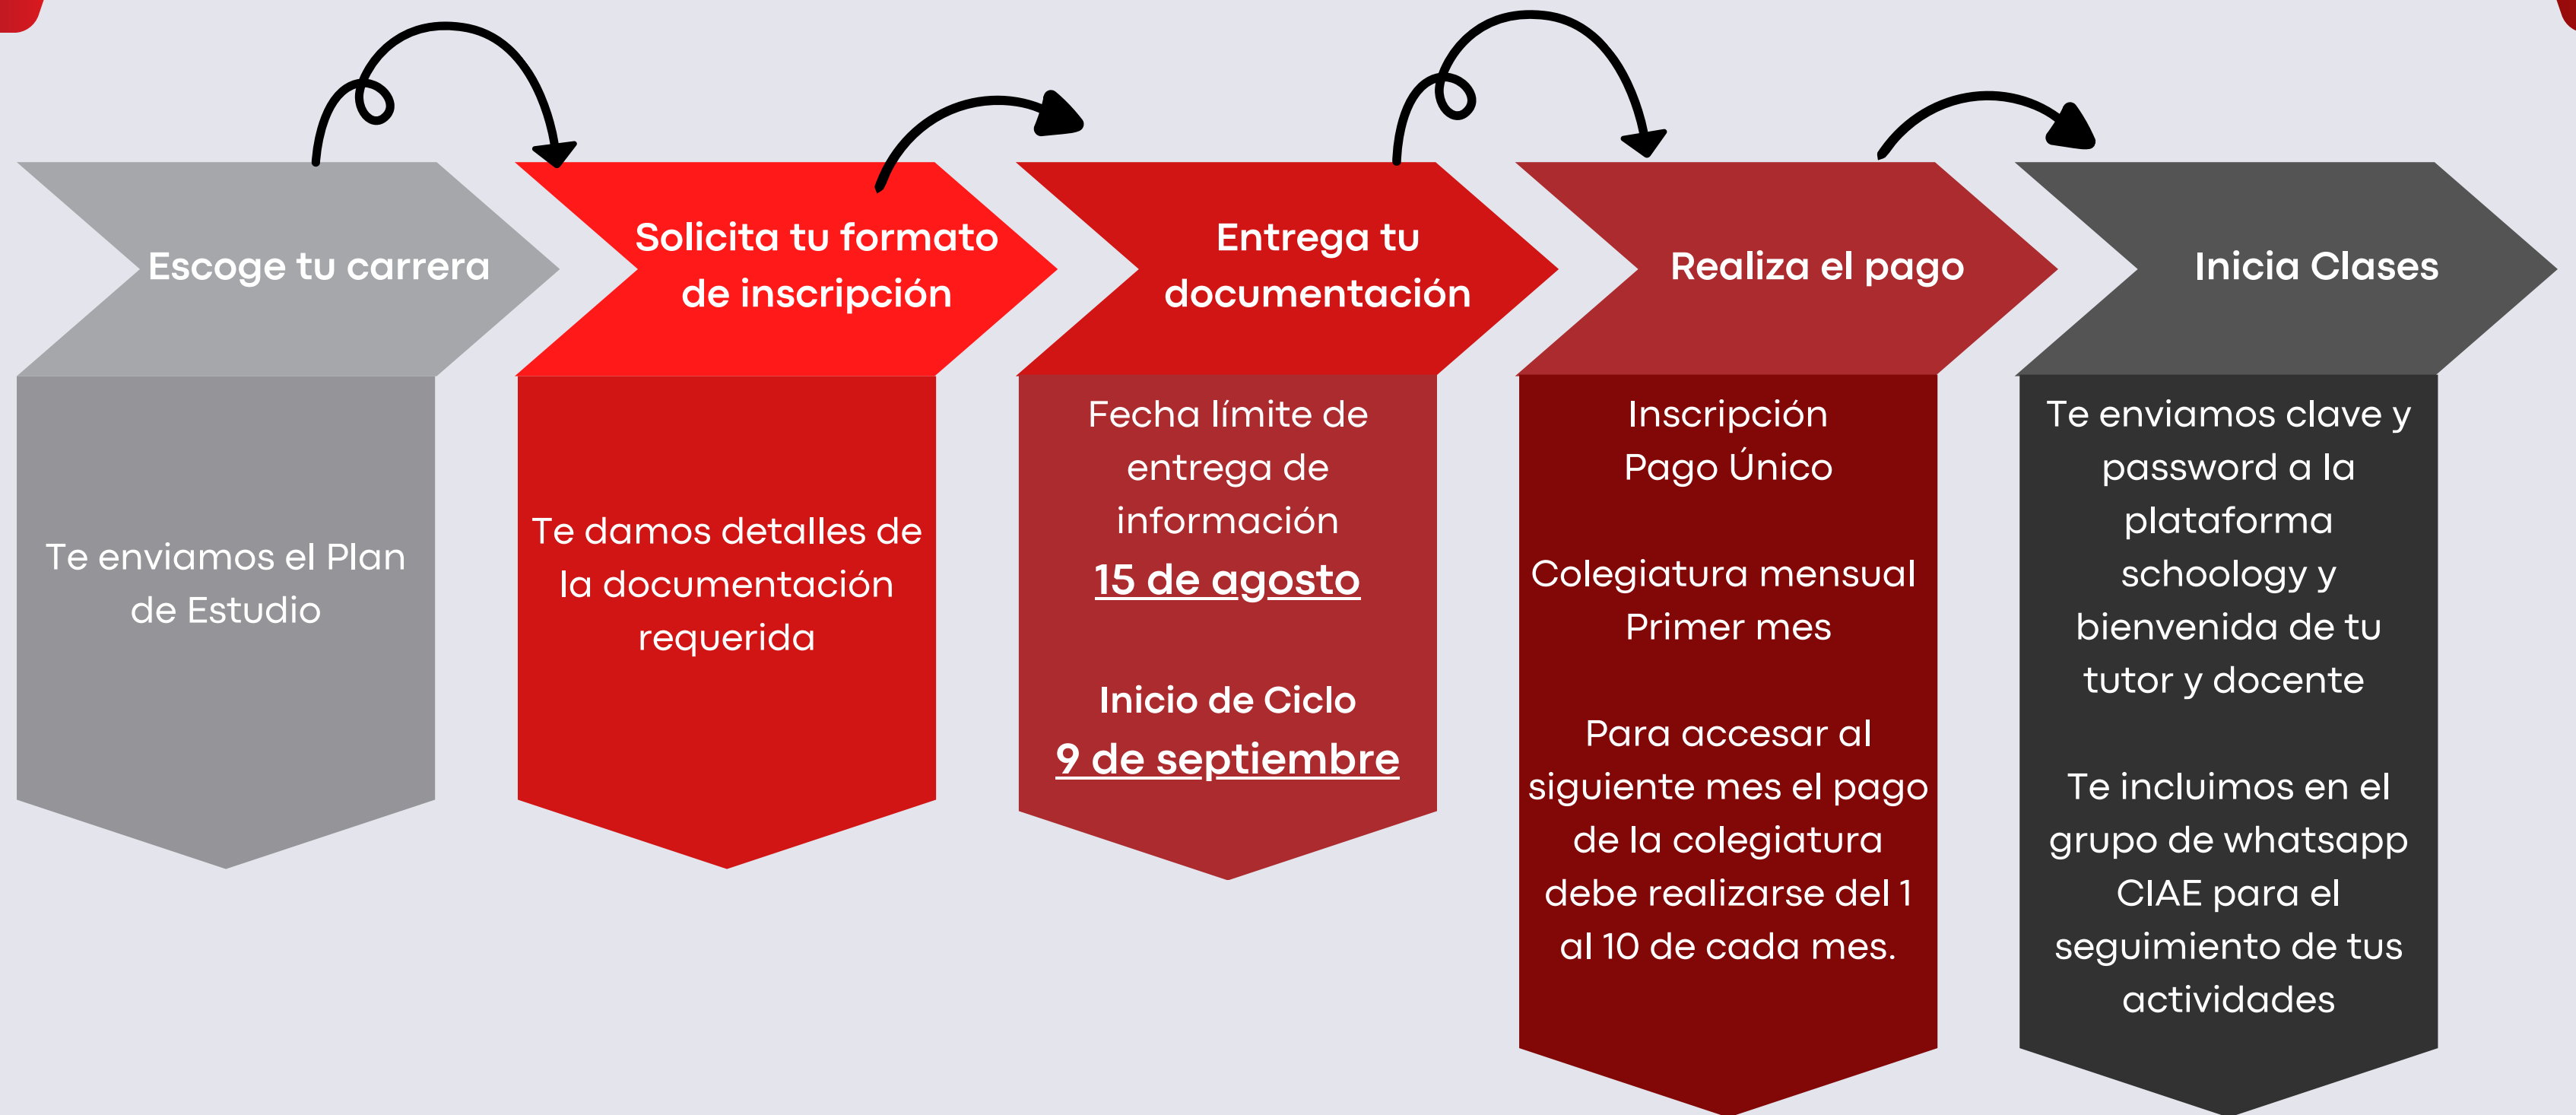 Escoge tu carrera
Te enviamos el Plan
de Estudio
Solicita tu formato
de inscripción
Te damos detalles de
la documentación
requerida
Entrega tu
documentación
Fecha límite de
entrega de
información
15 de agosto
Inicio de Ciclo
9 de septiembre
Realiza el pago
Inscripción
Pago Único
Colegiatura mensual
Primer mes
Para accesar al
siguiente mes el pago
de la colegiatura
debe realizarse del 1
al 10 de cada mes.
Inicia Clases
Te enviamos clave y
password a la
plataforma
schoology y
bienvenida de tu
tutor y docente
Te incluimos en el
grupo de whatsapp
CIAE para el
seguimiento de tus
actividades